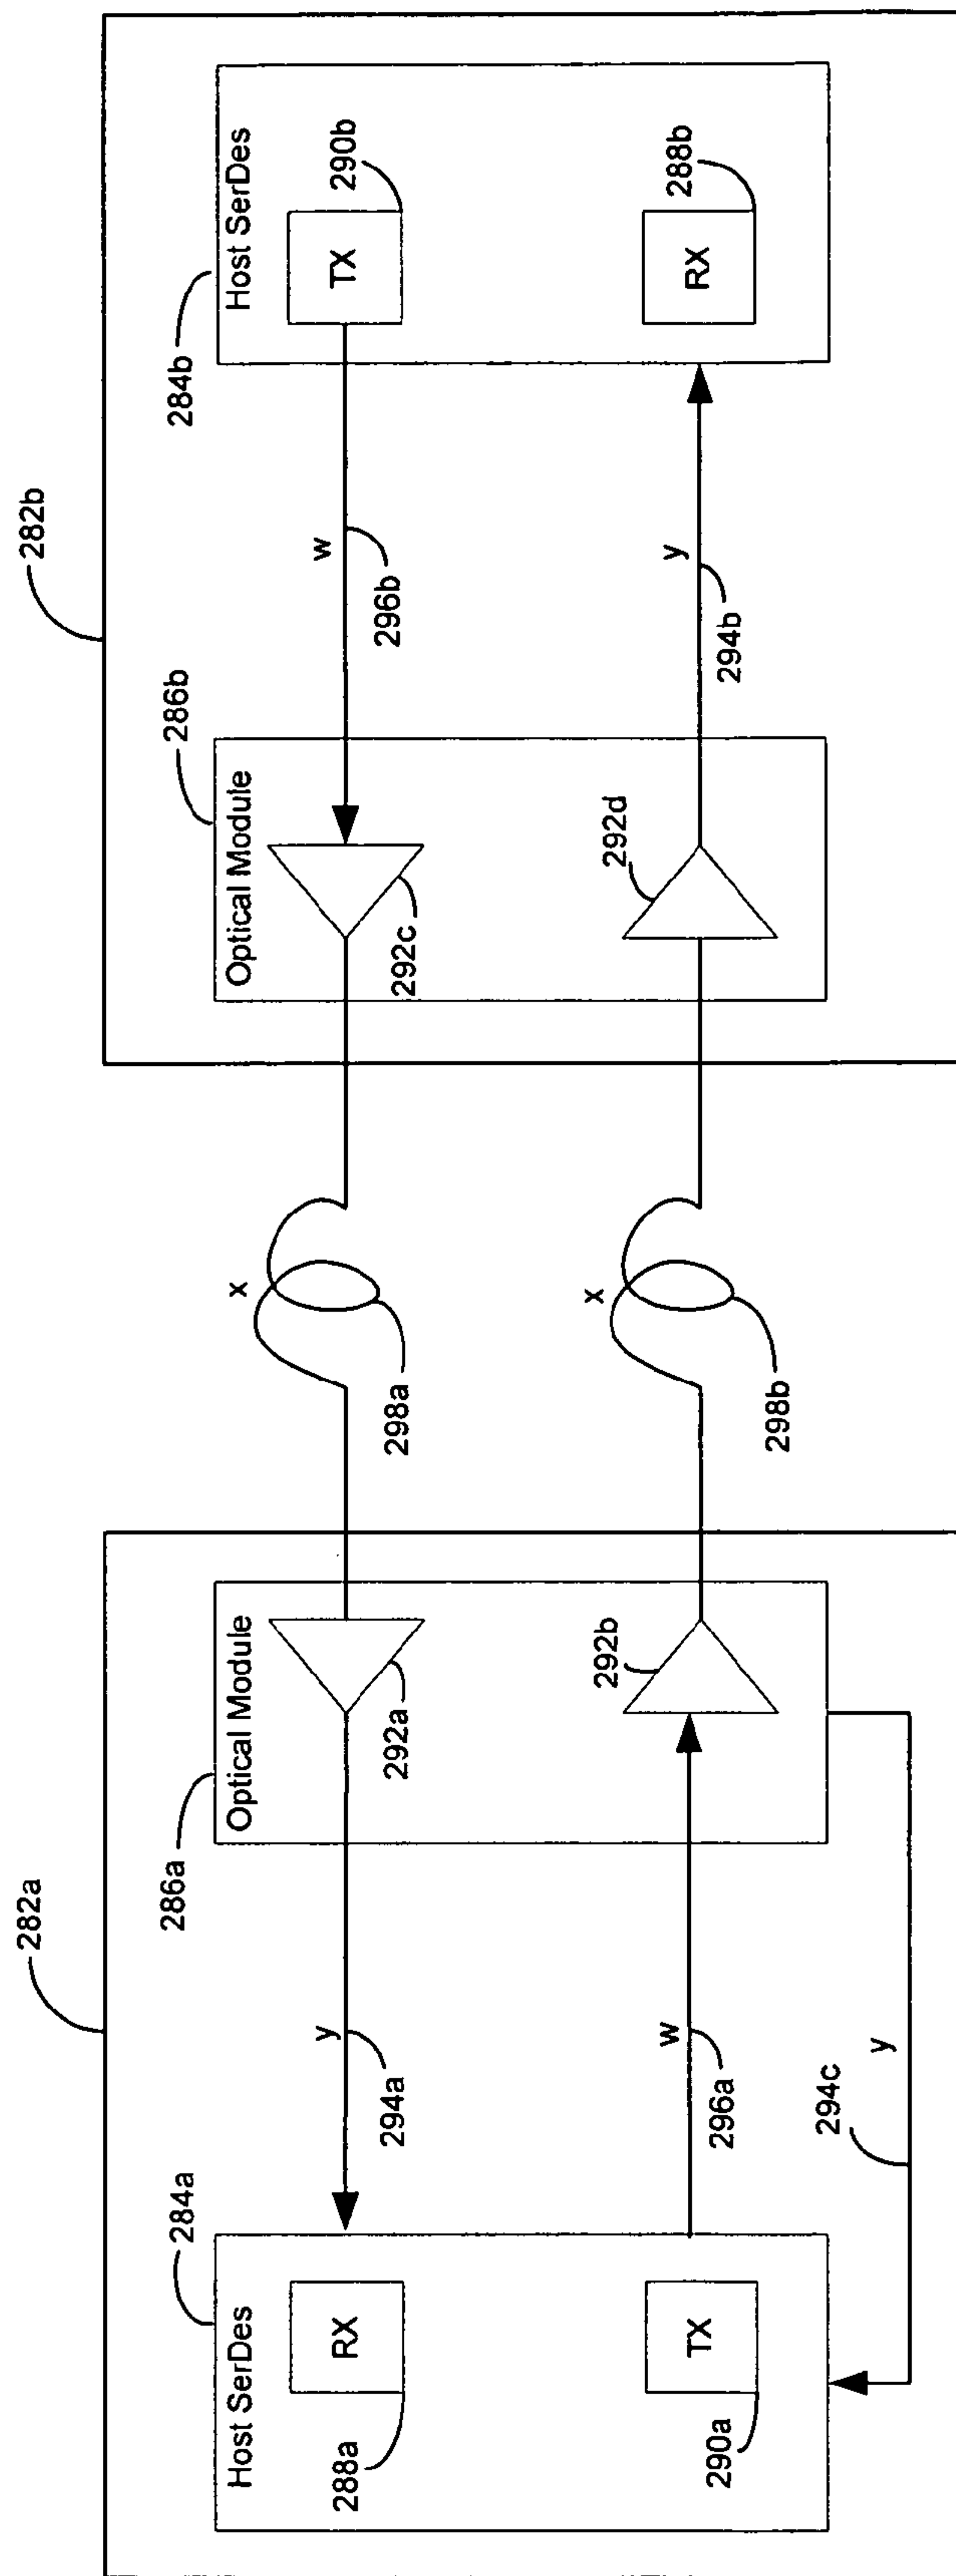 282a
282b
284a
Host SerDes
RX
288a
TX
290a
y
294a
w
296a
y
294c
286a
Optical Module
292a
292b
x
298a
x
298b
286b
Optical Module
292c
292d
w
296b
y
294b
284b
Host SerDes
TX
290b
RX
288b